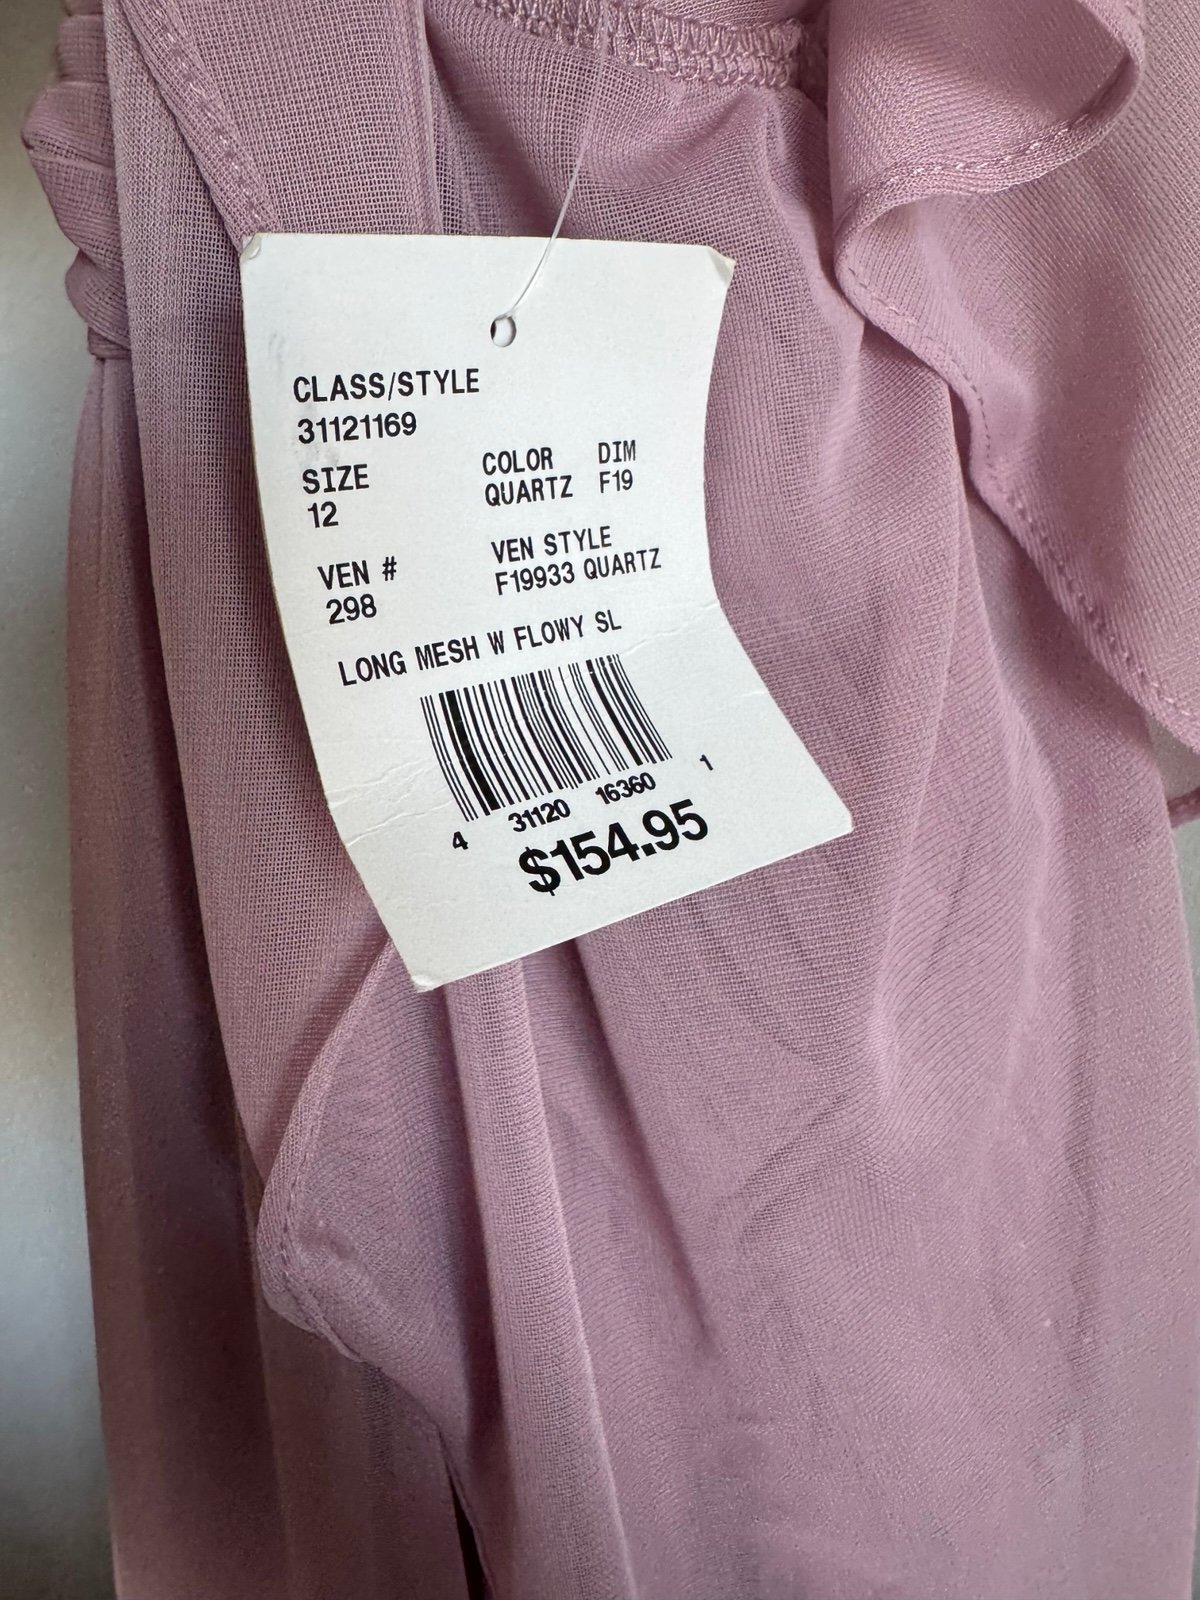 CLASS/STYLE
31121169
SIZE COLOR DIM
12 QUARTZ F19
VEN # VEN STYLE
298 F19933 QUARTZ
LONG MESH W FLOWY SL
4 31120 16360 1
$154.95